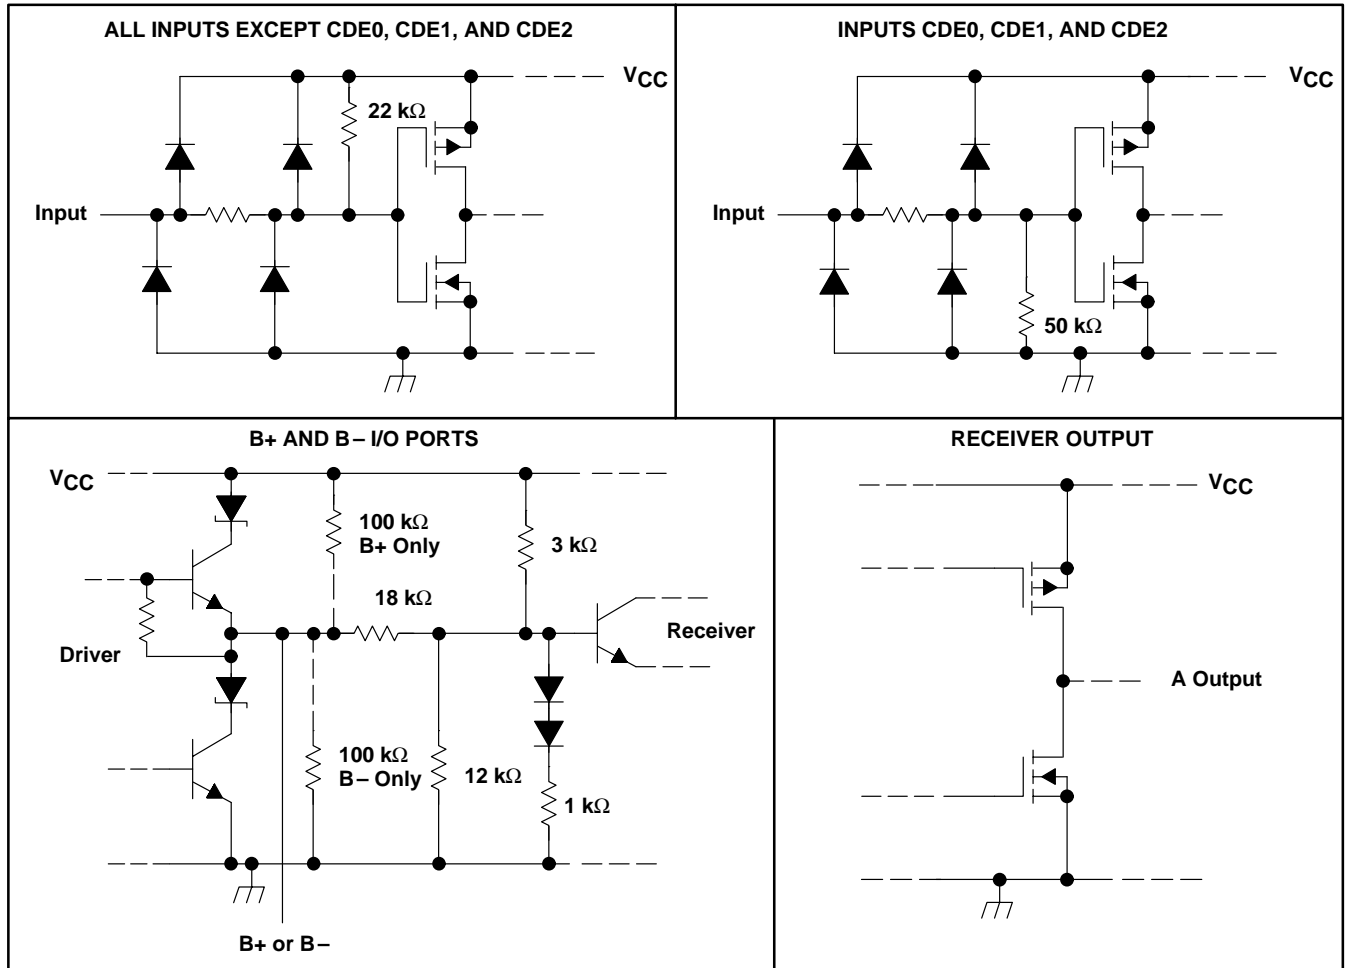 ALL INPUTS EXCEPT CDE0, CDE1, AND CDE2
VCC
22 kΩ
Input
INPUTS CDE0, CDE1, AND CDE2
VCC
Input
50 kΩ
B+ AND B– I/O PORTS
VCC
100 kΩ
B+ Only
3 kΩ
18 kΩ
Receiver
Driver
100 kΩ
B– Only
12 kΩ
1 kΩ
B+ or B–
RECEIVER OUTPUT
VCC
A Output